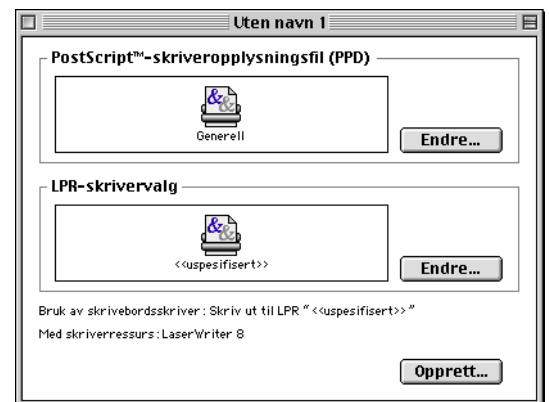 Uten navn 1
PostScript™-skriveropplysningsfil (PPD)
Generell
Endre...
LPR-skrivervalg
<<uspesifisert>>
Endre...
Bruk av skrivebordsskriver: Skriv ut til LPR "<<uspesifisert>>"
Med skriverressurs: LaserWriter 8
Opprett...